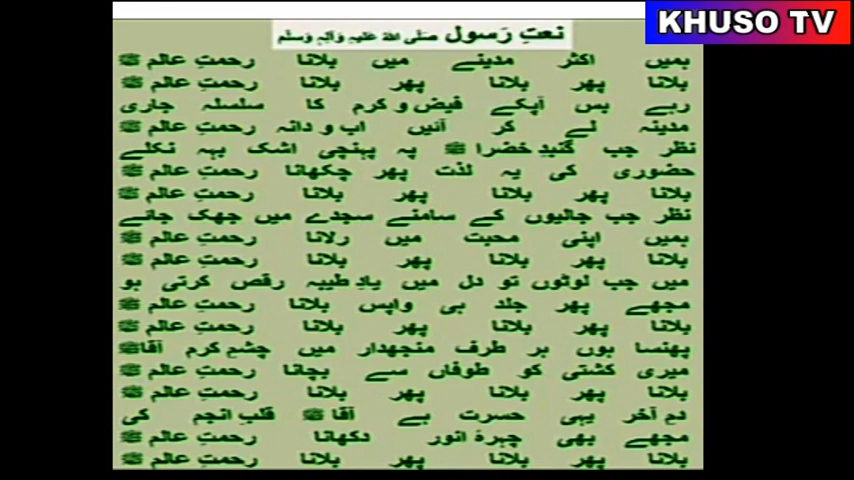 KHUSO TV
نعتِ رَسول صَلَّی اللہُ عَلَیہِ وَآلِہٖ وَسَلَّم
ہمیں اکثر مدینے میں بلانا رحمتِ عالم ﷺ
بلانا پھر بلانا پھر بلانا رحمتِ عالم ﷺ
رہے بس آپکے فیض و کرم کا سلسلہ جاری
مدینہ لے کر آئیں اب و دانہ رحمتِ عالم ﷺ
نظر جب گنبدِ خضرا ﷺ پہ پہنچی اشک بہہ نکلے
حضوری کی یہ لذت پھر چکھانا رحمتِ عالم ﷺ
بلانا پھر بلانا پھر بلانا رحمتِ عالم ﷺ
نظر جب جالیوں کے سامنے سجدے میں جھک جائے
ہمیں اپنی محبت میں رلانا رحمتِ عالم ﷺ
بلانا پھر بلانا پھر بلانا رحمتِ عالم ﷺ
میں جب لوٹوں تو دل میں یادِ طیبہ رقص کرتی ہو
مجھے پھر جلد ہی واپس بلانا رحمتِ عالم ﷺ
بلانا پھر بلانا پھر بلانا رحمتِ عالم ﷺ
پھنسا ہوں ہر طرف منجھدار میں چشمِ کرم آقاﷺ
میری کشتی کو طوفاں سے بچانا رحمتِ عالم ﷺ
بلانا پھر بلانا پھر بلانا رحمتِ عالم ﷺ
دمِ آخر یہی حسرت ہے آقا ﷺ قلبِ انجم کی
مجھے بھی چہرۂ انور دکھانا رحمتِ عالم ﷺ
بلانا پھر بلانا پھر بلانا رحمتِ عالم ﷺ